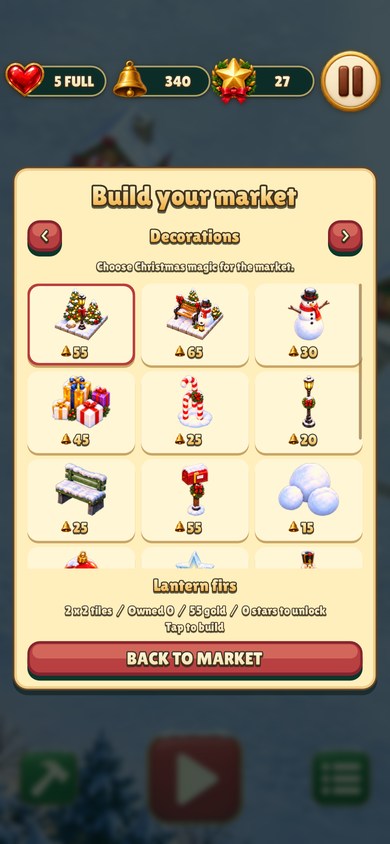 5 FULL
340
27
Build your market
Decorations
Choose Christmas magic for the market.
55
65
30
45
25
20
25
55
15
Lantern firs
2 x 2 tiles / Owned 0 / 55 gold / 0 stars to unlock
Tap to build
BACK TO MARKET